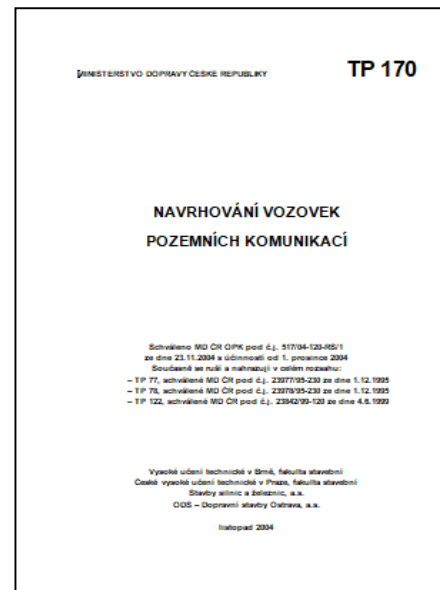 MINISTERSTVO DOPRAVY ČESKÉ REPUBLIKY
TP 170
NAVRHOVÁNÍ VOZOVEK
POZEMNÍCH KOMUNIKACÍ
Schváleno MD ČR OPK pod č.j. 517/04-120-RS/1
ze dne 23.11.2004 s účinností od 1. prosince 2004
Současně se ruší a nahrazují v celém rozsahu:
– TP 77, schválené MD ČR pod č.j. 23977/95-230 ze dne 1.12.1995
– TP 78, schválené MD ČR pod č.j. 23978/95-230 ze dne 1.12.1995
– TP 122, schválené MD ČR pod č.j. 23842/99-120 ze dne 4.6.1999
Vysoké učení technické v Brně, fakulta stavební
České vysoké učení technické v Praze, fakulta stavební
Stavby silnic a železnic, a.s.
ODS – Dopravní stavby Ostrava, a.s.
listopad 2004